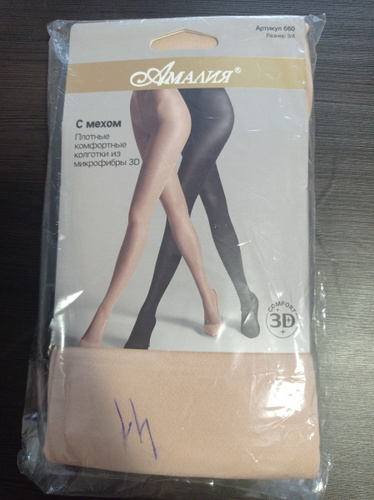 Артикул 660
Размер 3/4
АМАЛИЯ®
С мехом
Плотные
комфортные
колготки из
микрофибры 3D
COMFORT
3D